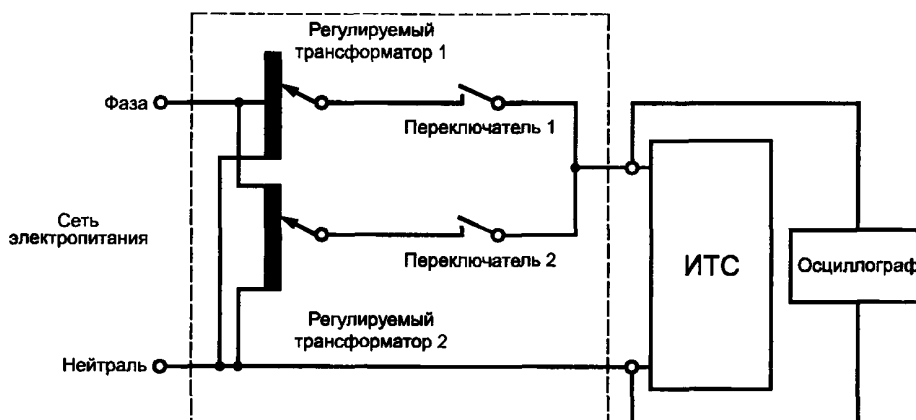 Регулируемый
трансформатор 1
Фаза
Переключатель 1
Сеть
электропитания
Переключатель 2
ИТС
Осциллограф
Регулируемый
трансформатор 2
Нейтраль